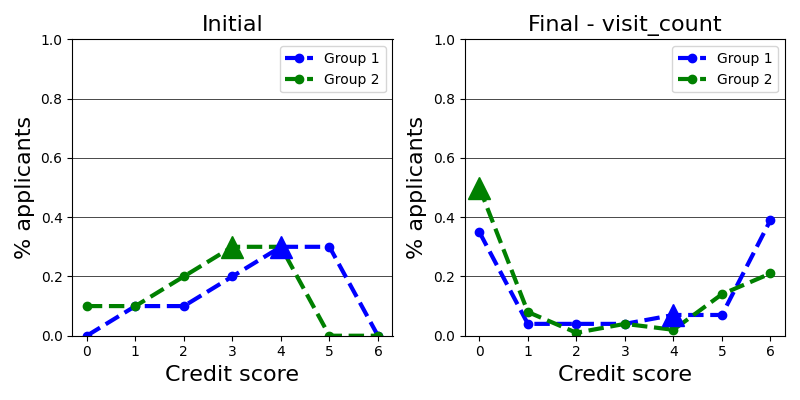 Initial
Final - visit_count
1.0
0.8
0.6
0.4
0.2
0.0
% applicants
Group 1
Group 2
0 1 2 3 4 5 6
Credit score
1.0
0.8
0.6
0.4
0.2
0.0
% applicants
Group 1
Group 2
0 1 2 3 4 5 6
Credit score